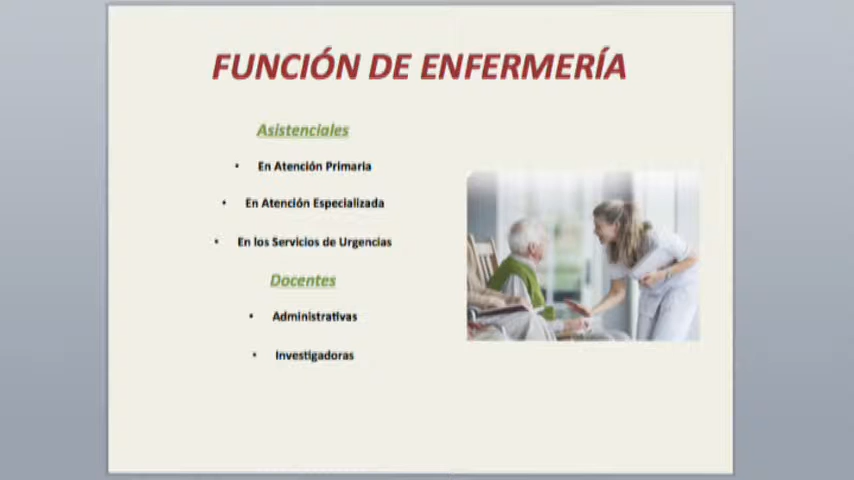 FUNCIÓN DE ENFERMERÍA
Asistenciales
• En Atención Primaria
• En Atención Especializada
• En los Servicios de Urgencias
Docentes
• Administrativas
• Investigadoras